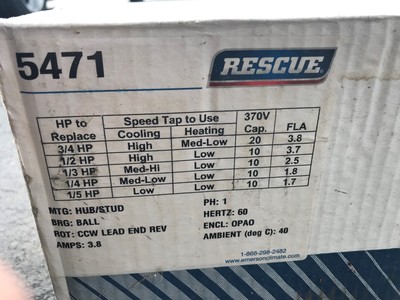 5471
RESCUE
HP to Replace Speed Tap to Use 370V Cap. FLA
Cooling Heating
3/4 HP High Med-Low 20 3.8
1/2 HP High Low 10 3.7
1/3 HP Med-Hi Low 10 2.5
1/4 HP Med-Low Low 10 1.8
1/5 HP Low Low 10 1.7
MTG: HUB/STUD PH: 1
BRG: BALL HERTZ: 60
ROT: CCW LEAD END REV ENCL: OPAO
AMPS: 3.8 AMBIENT (deg C): 40
1-888-298-2482
www.emersonclimate.com